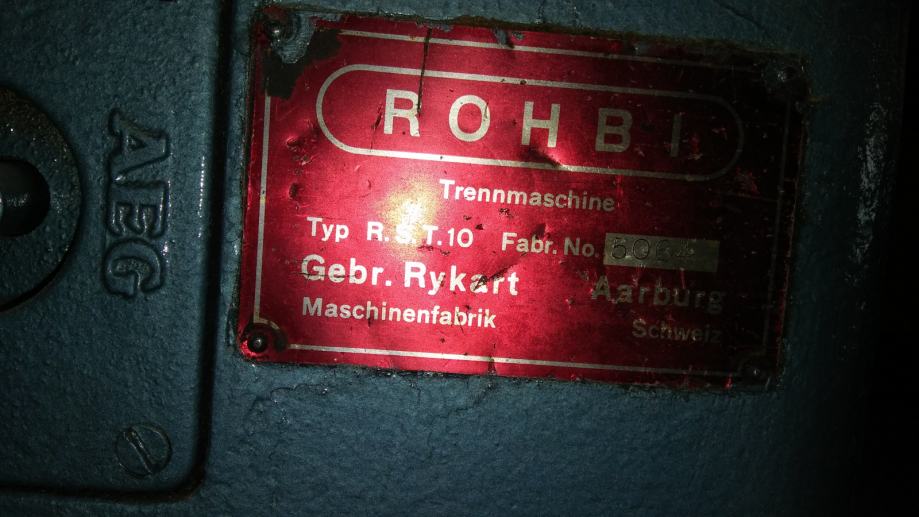 AEG
ROHBI
Trennmaschine
Typ R.S.T.10 Fabr. No.
Gebr. Rykart Aarburg
Maschinenfabrik Schweiz